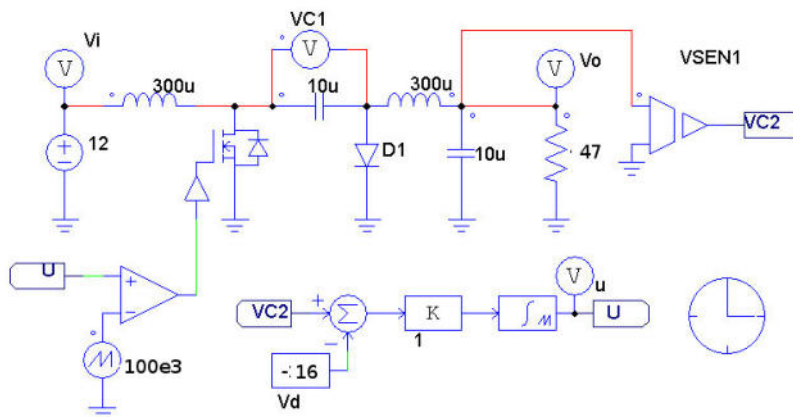 VC1
Vi
V
V
300u
10u
300u
V
Vo
VSEN1
12
D1
10u
47
VC2
U
+
-
100e3
VC2
+
Σ
-
K
1
∫
V
u
U
-16
Vd